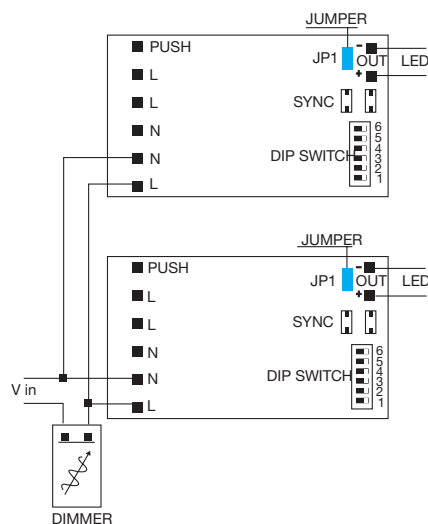 JUMPER
PUSH
-
JP1 OUT LED
+
L
L
SYNC
N
6
5
4
DIP SWITCH 3
N
2
L
1
JUMPER
PUSH
-
JP1 OUT LED
+
L
L
SYNC
N
6
5
4
DIP SWITCH 3
N
2
V in
L
1
DIMMER